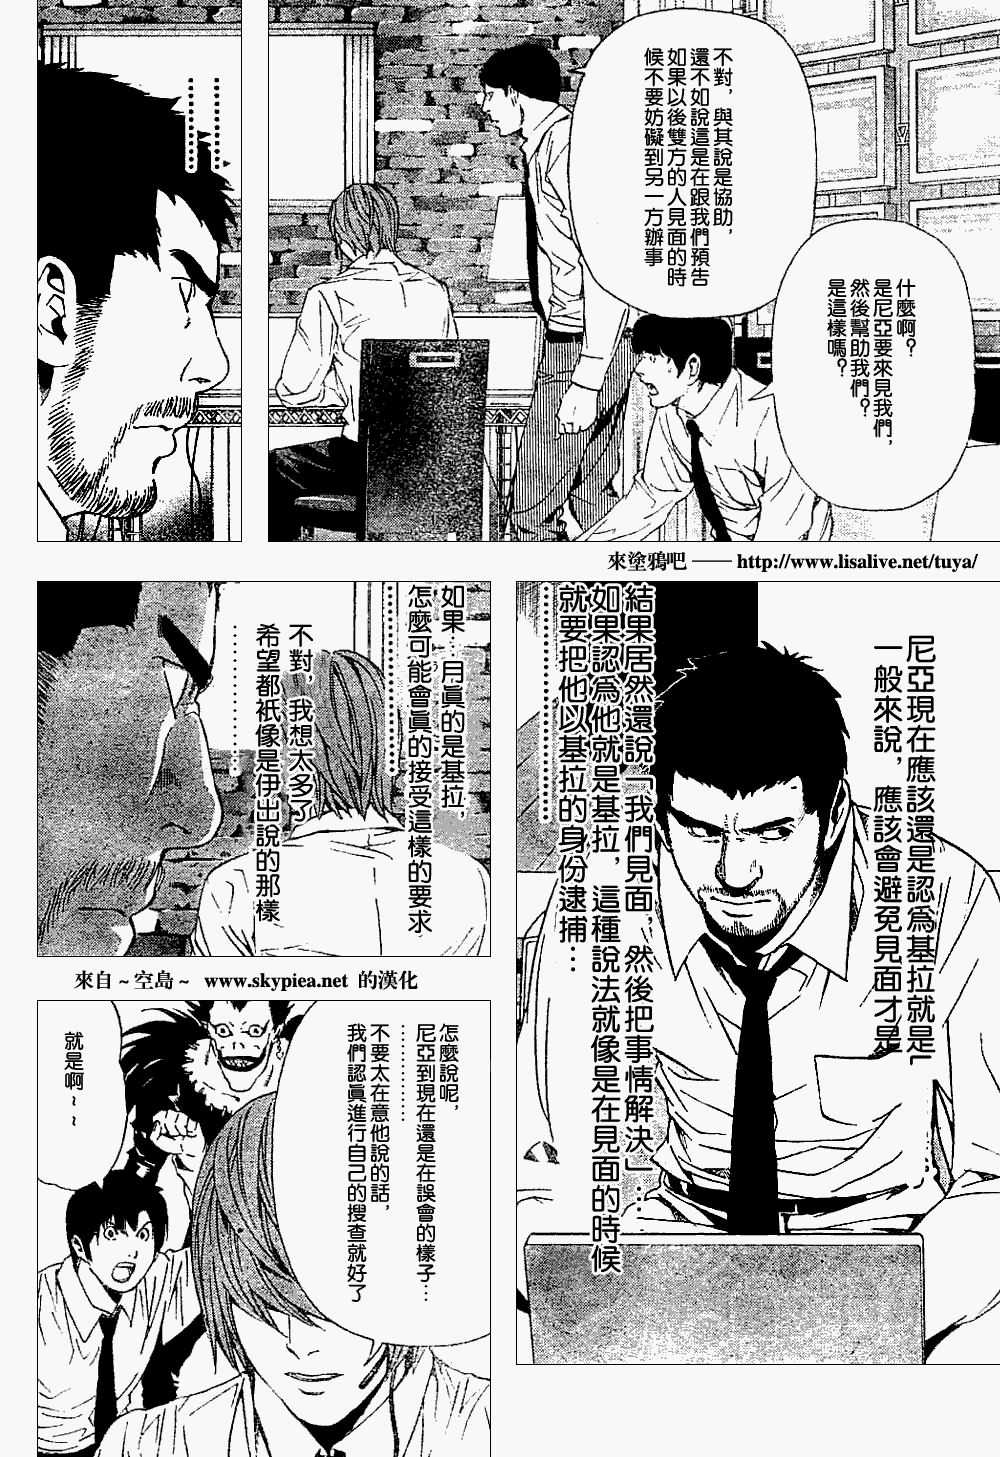 什麼啊?
是尼亞要來見我們,
然後幫助我們?
是這樣嗎?
不對, 與其說是協助,
還不如說這是在跟我們預告
如果以後雙方的人見面的時
候不要妨礙到另一方辦事
………
………
來塗鴉吧 —— http://www.lisalive.net/tuya/
尼亞現在應該還是認為基拉就是L
一般來說, 應該會避免見面才是……
結果居然還說「我們見面, 然後把事情解決」……
如果認為他就是基拉, 這種說法就像是在見面的時候
就要把他以基拉的身份逮捕…
………………
如果…月真的是基拉,
怎麼可能會真的接受這樣的要求
………………
不對, 我想太多了
希望都祇像是伊出說的那樣
………………
來自～空島～ www.skypiea.net 的漢化
怎麼說呢,
尼亞到現在還是在誤會的樣子…
…………
不要太在意他說的話,
我們認真進行自己的搜查就好了
就是啊～～